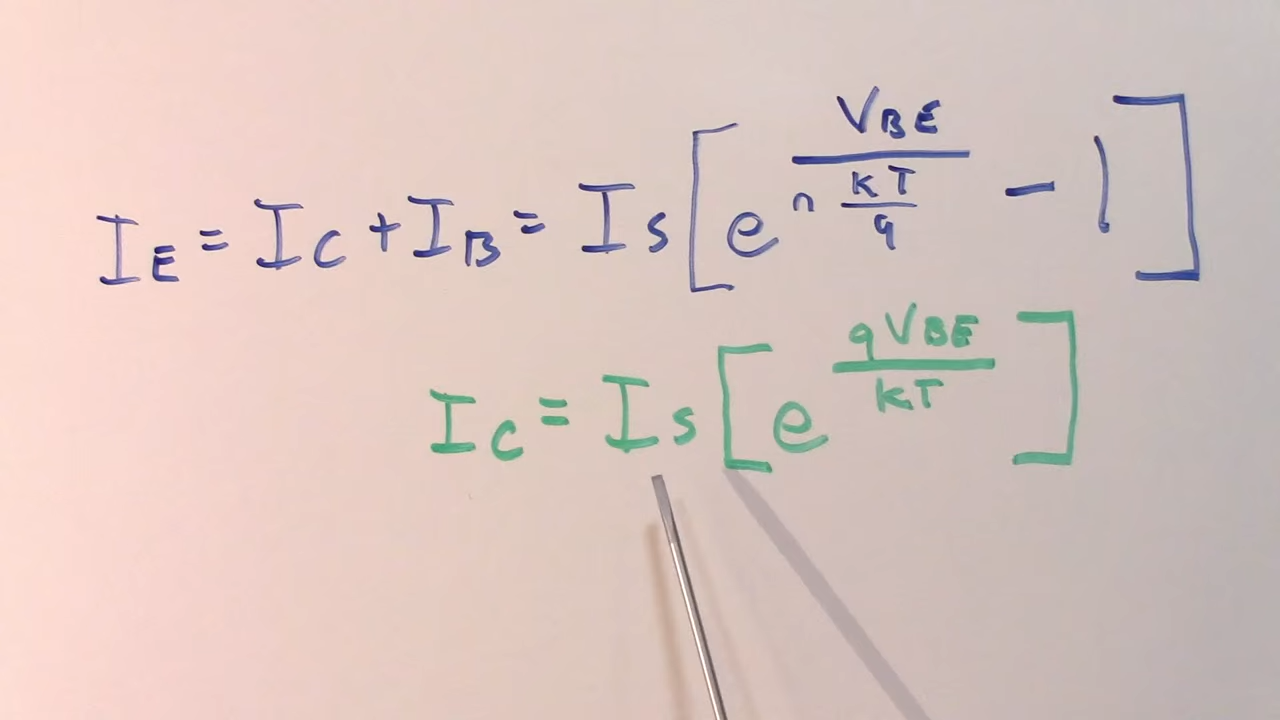 I_E = I_C + I_B = I_S [ e^(V_BE / (n (kT / q))) - 1 ]
I_C = I_S [ e^(qV_BE / kT) ]